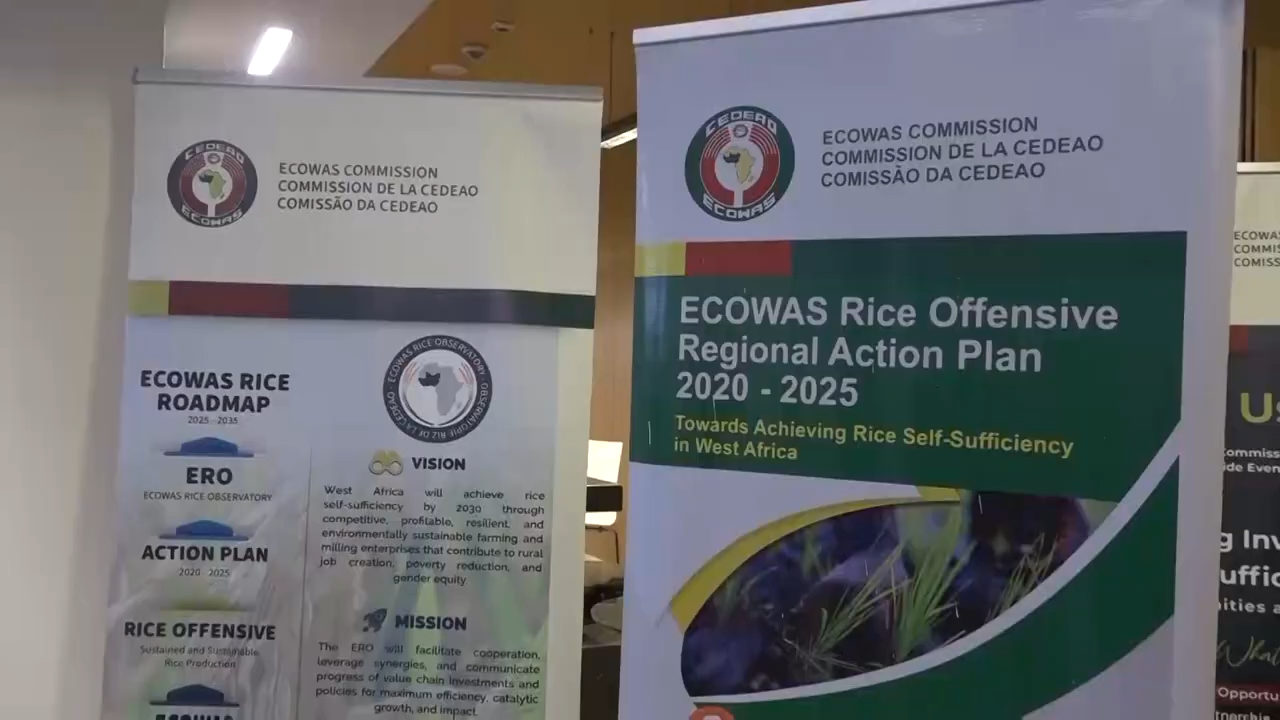 ECOWAS COMMISSION
COMMISSION DE LA CEDEAO
COMISSÃO DA CEDEAO
ECOWAS RICE
ROADMAP
2025 - 2035
ERO
ECOWAS RICE OBSERVATORY
ACTION PLAN
2020 2025
RICE OFFENSIVE
Sustained and Sustainable
Rice Production
ECOWAS RICE OBSERVATORY - OBSERVATOIRE RIZ DE LA CEDEAO
VISION
West Africa will achieve rice
self-sufficiency by 2030 through
competitive, profitable, resilient, and
environmentally sustainable farming and
milling enterprises that contribute to rural
job creation, poverty reduction, and
gender equity
MISSION
The ERO will facilitate cooperation,
leverage synergies, and communicate
progress of value chain investments and
policies for maximum efficiency, catalytic
growth, and impact.
CEDEAO
ECOWAS
ECOWAS COMMISSION
COMMISSION DE LA CEDEAO
COMISSÃO DA CEDEAO
ECOWAS Rice Offensive
Regional Action Plan
2020 - 2025
Towards Achieving Rice Self-Sufficiency
in West Africa
CEDEAO
ECOWAS